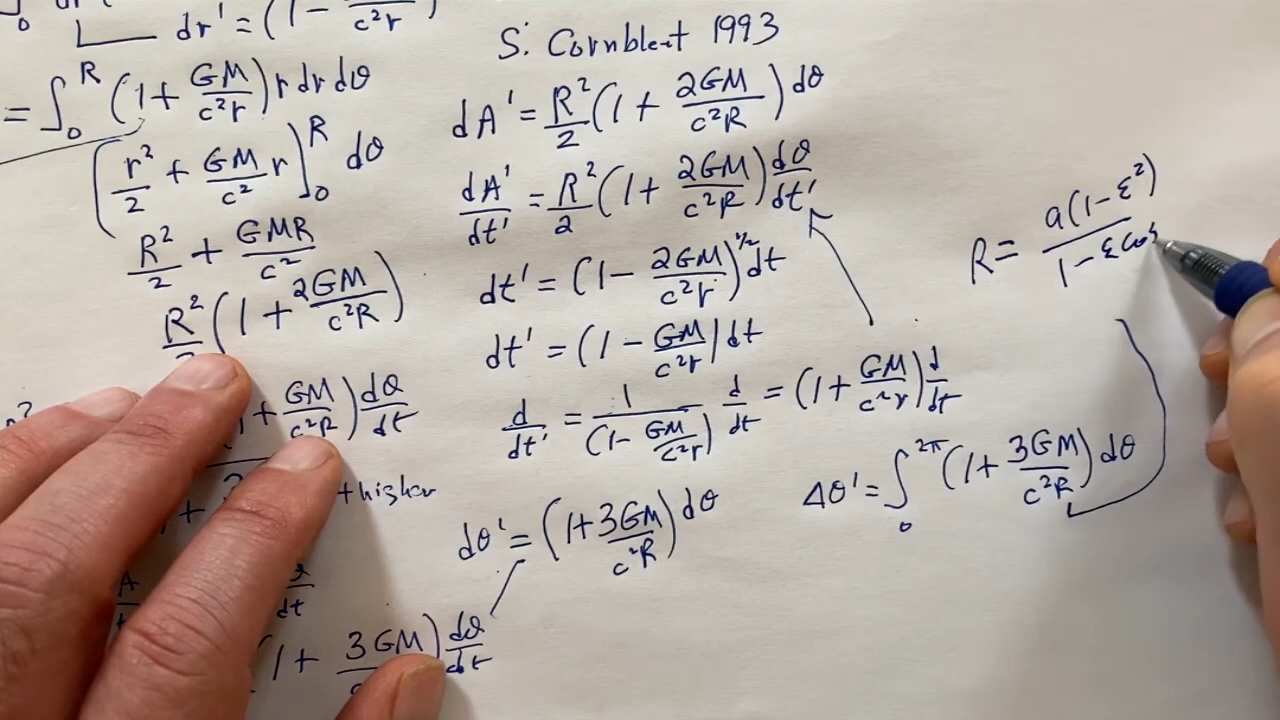 dr' = (1 -
c²r
= ∫₀ᴿ (1 + GM/c²r) r dr dθ
(r²/2 + GM/c² r]₀ᴿ dθ
R²/2 + GMR/c²
R² (1 + 2GM/c²R)
+ GM/c²R) dθ/dt
+higher
dt
(1 + 3GM) dθ/dt
S. Cornbleet 1993
dA' = R²/2 (1 + 2GM/c²R) dθ
dA'/dt' = R²/2 (1 + 2GM/c²R) dθ/dt'
dt' = (1 - 2GM/c²r)^½ dt
dt' = (1 - GM/c²r) dt
d/dt' = 1/(1 - GM/c²r) d/dt = (1 + GM/c²r) d/dt
dθ' = (1 + 3GM/c²R) dθ
Δθ' = ∫₀^2π (1 + 3GM/c²R) dθ
R = a(1 - ε²)/1 - ε cos